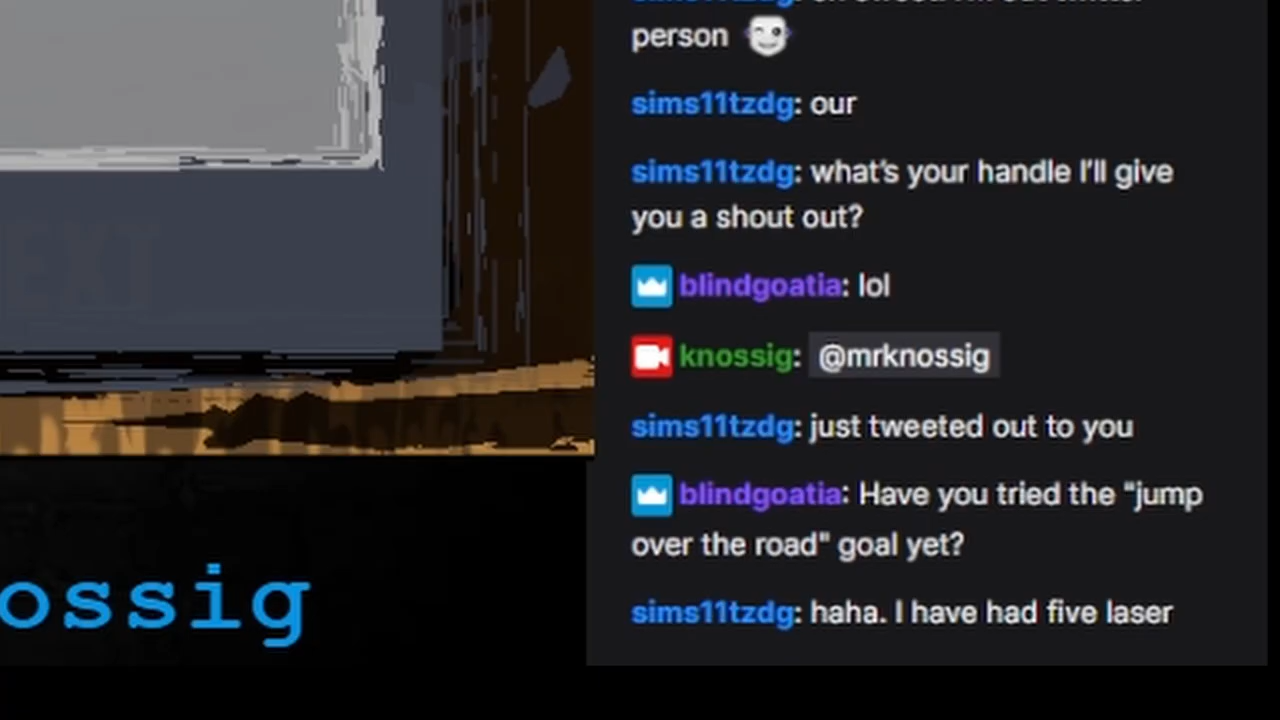 person
sims11tzdg: our
sims11tzdg: what's your handle I'll give
you a shout out?
blindgoatia: lol
knossig: @mrknossig
sims11tzdg: just tweeted out to you
blindgoatia: Have you tried the "jump
over the road" goal yet?
sims11tzdg: haha. I have had five laser
EXT
ossig